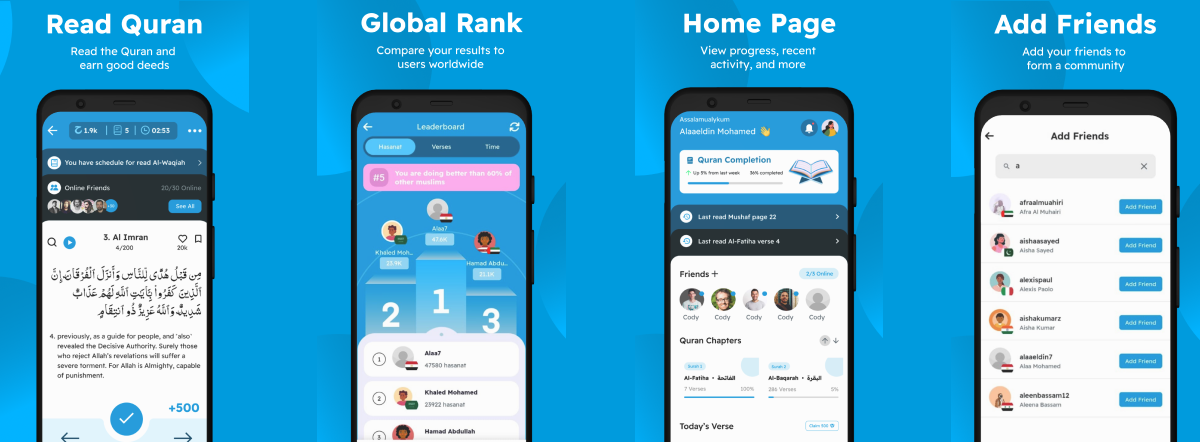 Read Quran
Read the Quran and
earn good deeds
1.9k
5
02:53
You have schedule for read Al-Waqiah
Online Friends
20/30 Online
See All
3. Al Imran
4/200
20k
مِن قَبْلُ هُدًى لِّلنَّاسِ وَأَنزَلَ ٱلْفُرْقَانَ إِنَّ
ٱلَّذِينَ كَفَرُوا۟ بِـَٔايَـٰتِ ٱللَّهِ لَهُمْ عَذَابٌ
شَدِيدٌ وَٱللَّهُ عَزِيزٌ ذُو ٱنتِقَامٍ
4. previously, as a guide for people, and ˹also˺
revealed the Decisive Authority. Surely those
who reject Allah's revelations will suffer a
severe torment. For Allah is Almighty, capable
of punishment.
+500
Global Rank
Compare your results to
users worldwide
Leaderboard
Hasanat
Verses
Time
#5
You are doing better than 60% of
other muslims
Alaa7
47.6K
Khaled Moh..
23.9K
Hamad Abdu..
21.1K
1
2
3
1
Alaa7
47580 hasanat
2
Khaled Mohamed
23922 hasanat
3
Hamad Abdullah
Home Page
View progress, recent
activity, and more
Assalamualykum
Alaaeldin Mohamed 👋
Quran Completion
Up 5% from last week
36% completed
Last read Mushaf page 22
Last read Al-Fatiha verse 4
Friends +
2/3 Online
Cody
Cody
Cody
Cody
Cody
Quran Chapters
Surah 1
Al-Fatiha • الفاتحة
7 Verses
100%
Surah 2
Al-Baqarah • البقرة
286 Verses
5%
Today's Verse
Claim 300
Add Friends
Add your friends to
form a community
Add Friends
a
afraalmuahiri
Afra Al Muhairi
Add Friend
aishaasayed
Aisha Sayed
Add Friend
alexispaul
Alexis Paolo
Add Friend
aishakumarz
Aisha Kumar
Add Friend
alaaeldin7
Alaa Mohamed
Add Friend
aleenbassam12
Aleena Bassam
Add Friend